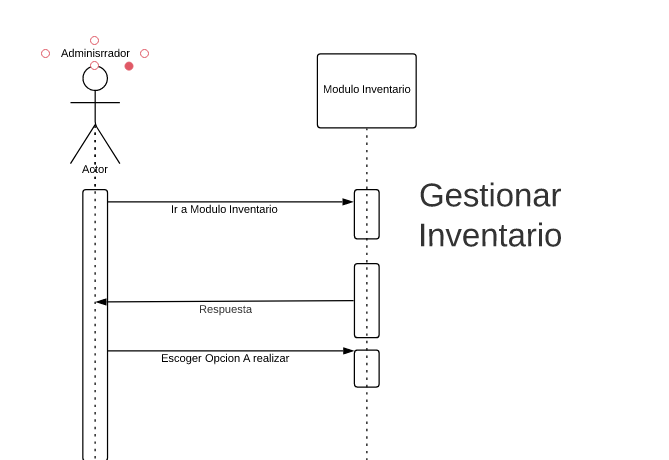 Adminisrrador
Modulo Inventario
Actor
Gestionar
Inventario
Ir a Modulo Inventario
Respuesta
Escoger Opcion A realizar